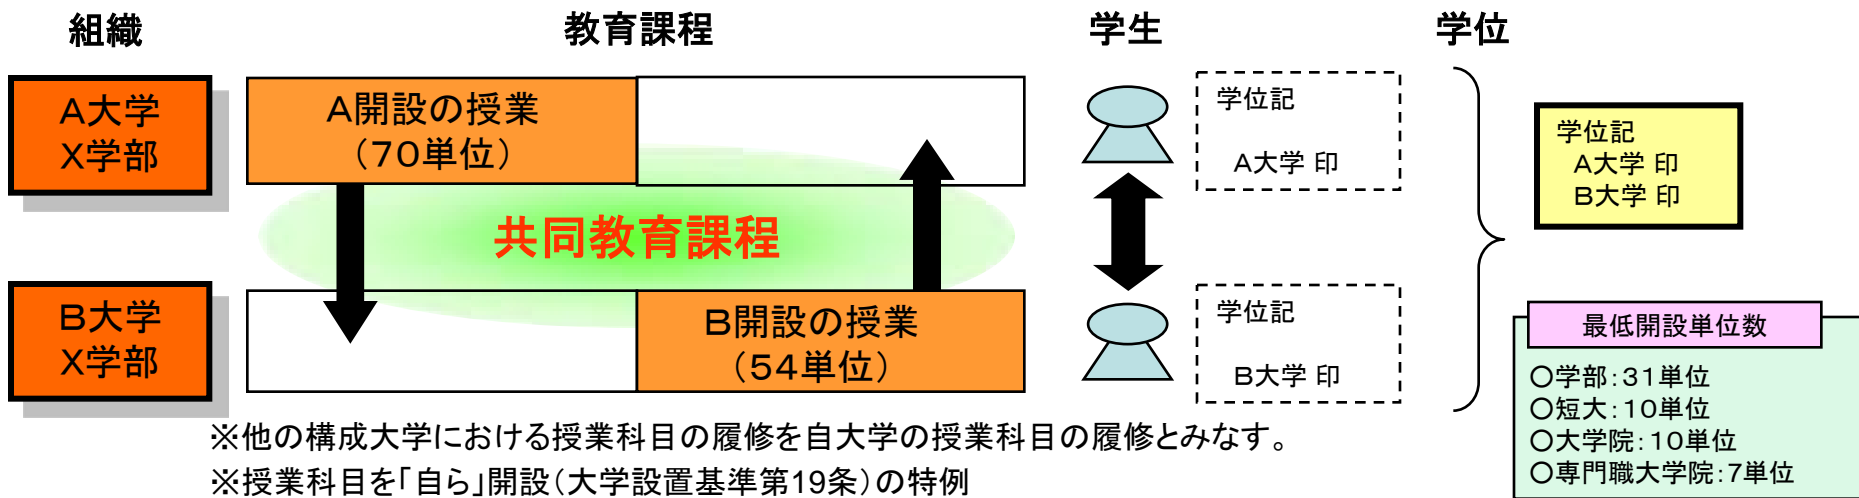 組織
教育課程
学生
学位
A大学
X学部
A開設の授業
（70単位）
学位記
A大学 印
学位記
A大学 印
B大学 印
共同教育課程
B大学
X学部
B開設の授業
（54単位）
学位記
B大学 印
最低開設単位数
○学部：31単位
○短大：10単位
○大学院：10単位
○専門職大学院：7単位
※他の構成大学における授業科目の履修を自大学の授業科目の履修とみなす。
※授業科目を「自ら」開設（大学設置基準第19条）の特例